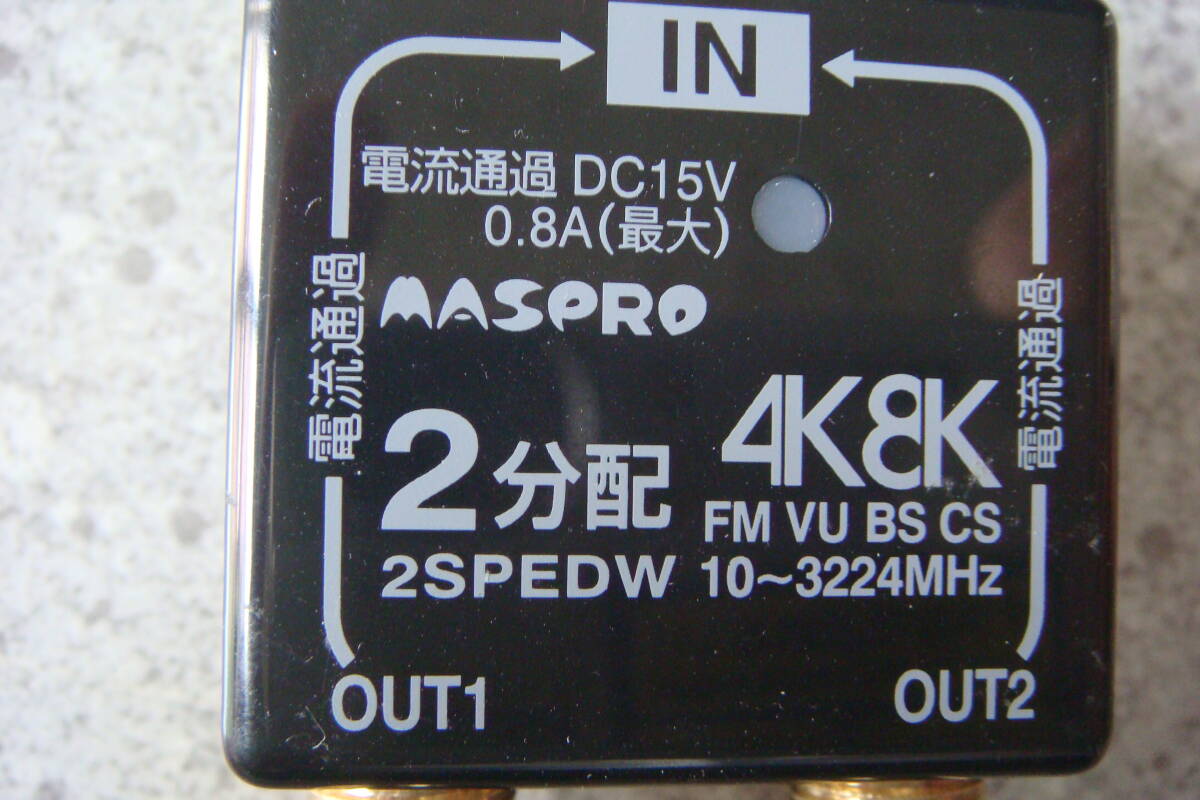 IN
電流通過 DC15V
0.8A(最大)
電流通過
MASPRO
電流通過
2分配
4K8K
FM VU BS CS
2SPEDW
10~3224MHz
OUT1
OUT2